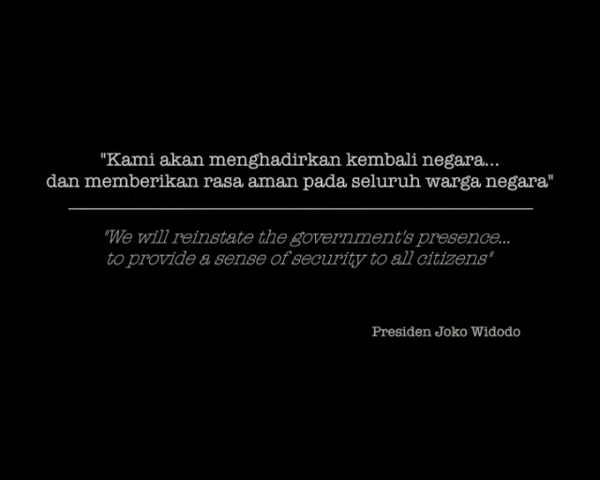 "Kami akan menghadirkan kembali negara...
dan memberikan rasa aman pada seluruh warga negara"
"We will reinstate the government's presence...
to provide a sense of security to all citizens"
Presiden Joko Widodo